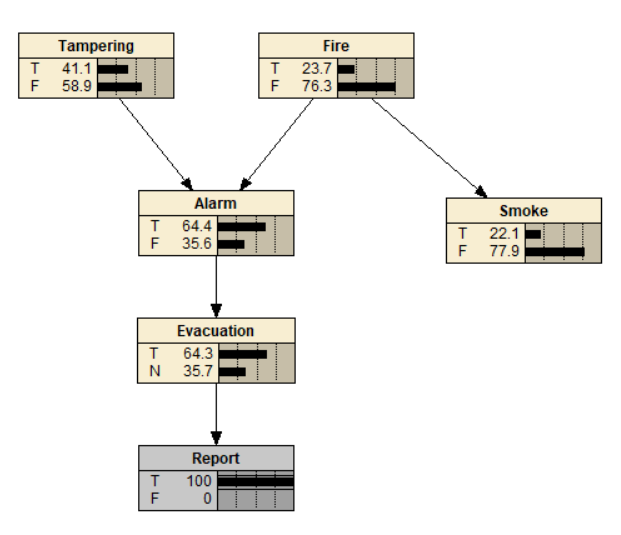 Tampering
T 41.1
F 58.9
Fire
T 23.7
F 76.3
Alarm
T 64.4
F 35.6
Smoke
T 22.1
F 77.9
Evacuation
T 64.3
N 35.7
Report
T 100
F 0